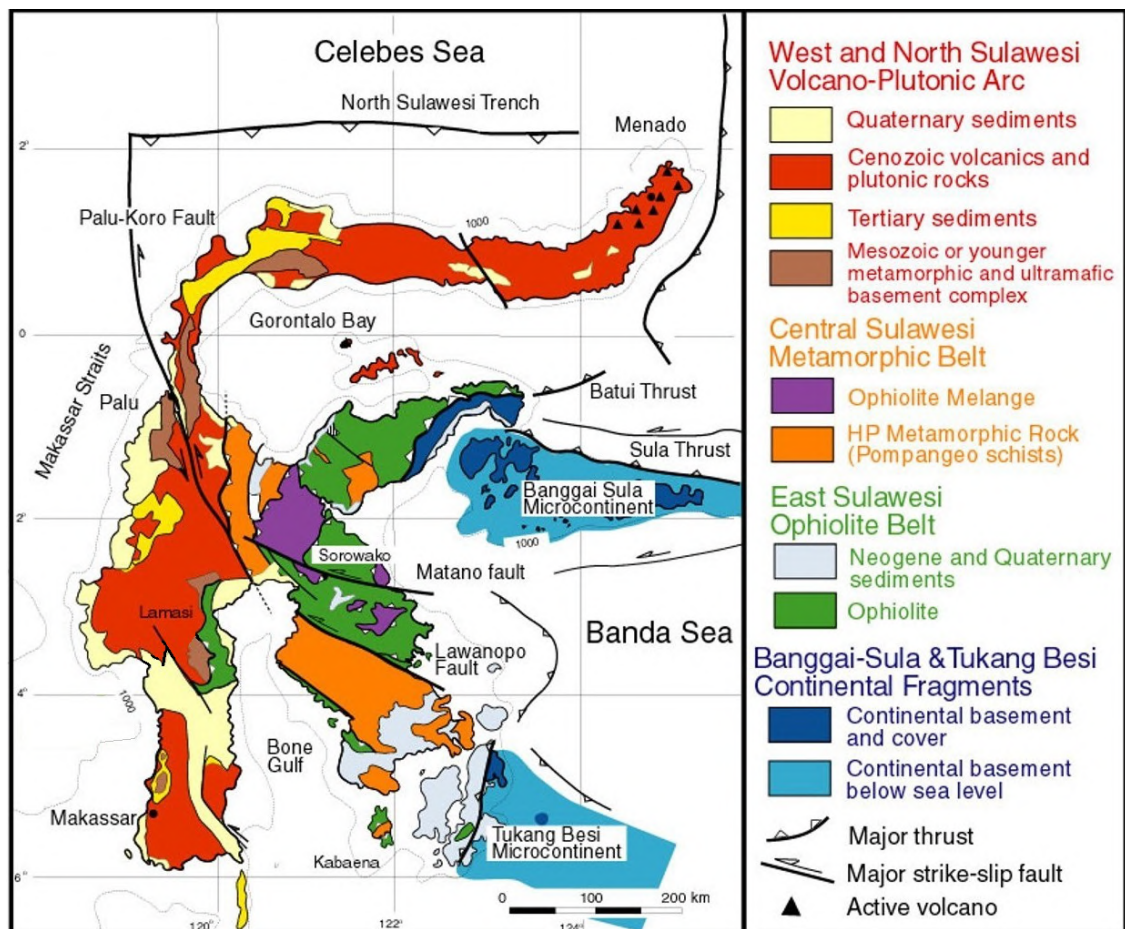 Celebes Sea
North Sulawesi Trench
Menado
2°
Palu-Koro Fault
1000
Gorontalo Bay
0
Makassar Straits
Palu
Batui Thrust
Sula Thrust
Banggai Sula
Microcontinent
2°
1000
Sorowako
Matano fault
Lamasi
Banda Sea
Lawanopo
Fault
4°
1000
Bone
Gulf
Makassar
Tukang Besi
Microcontinent
Kabaena
6°
0 100 200 km
120°
122°
124°
West and North Sulawesi
Volcano-Plutonic Arc
Quaternary sediments
Cenozoic volcanics and
plutonic rocks
Tertiary sediments
Mesozoic or younger
metamorphic and ultramafic
basement complex
Central Sulawesi
Metamorphic Belt
Ophiolite Melange
HP Metamorphic Rock
(Pompangeo schists)
East Sulawesi
Ophiolite Belt
Neogene and Quaternary
sediments
Ophiolite
Banggai-Sula & Tukang Besi
Continental Fragments
Continental basement
and cover
Continental basement
below sea level
Major thrust
Major strike-slip fault
Active volcano